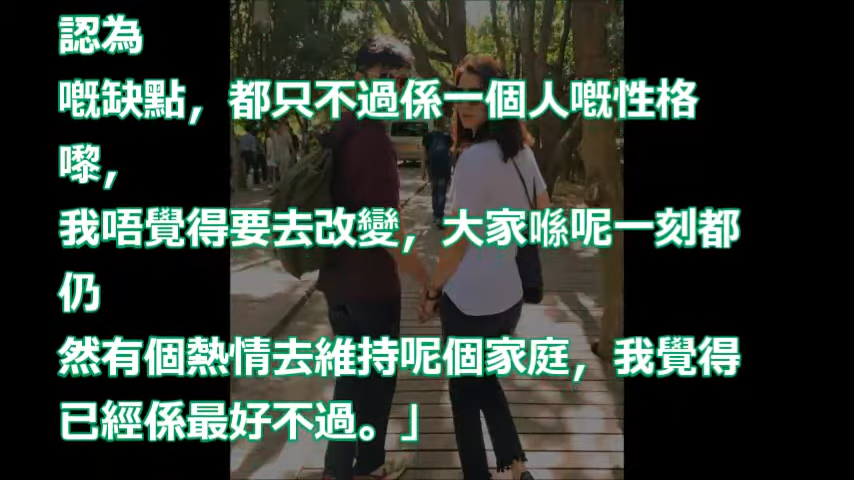 認為
嘅缺點，都只不過係一個人嘅性格
嚟，
我唔覺得要去改變，大家喺呢一刻都
仍
然有個熱情去維持呢個家庭，我覺得
已經係最好不過。」